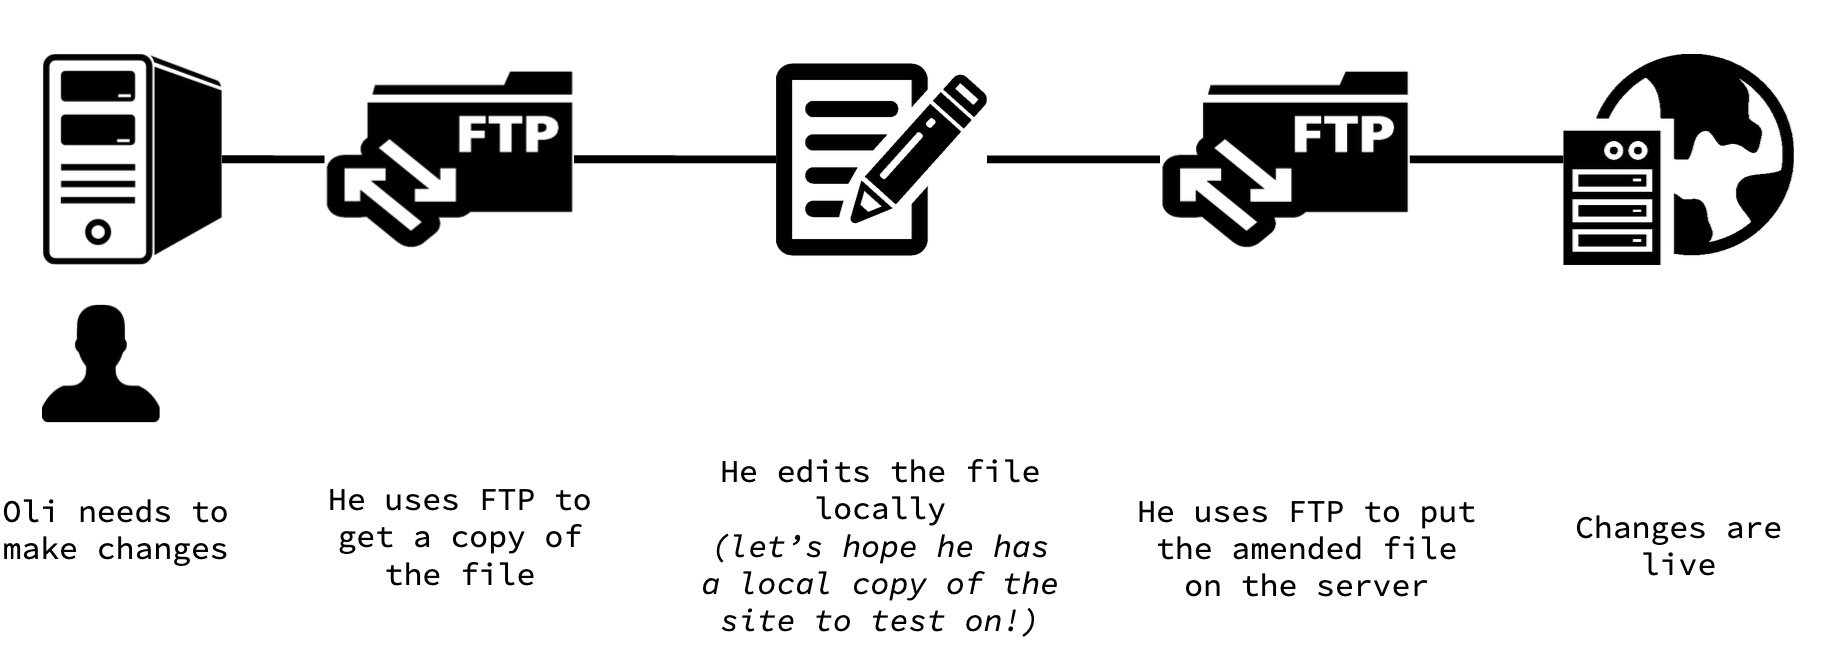 FTP
FTP
Oli needs to
make changes
He uses FTP to
get a copy of
the file
He edits the file
locally
(let’s hope he has
a local copy of the
site to test on!)
He uses FTP to put
the amended file
on the server
Changes are
live